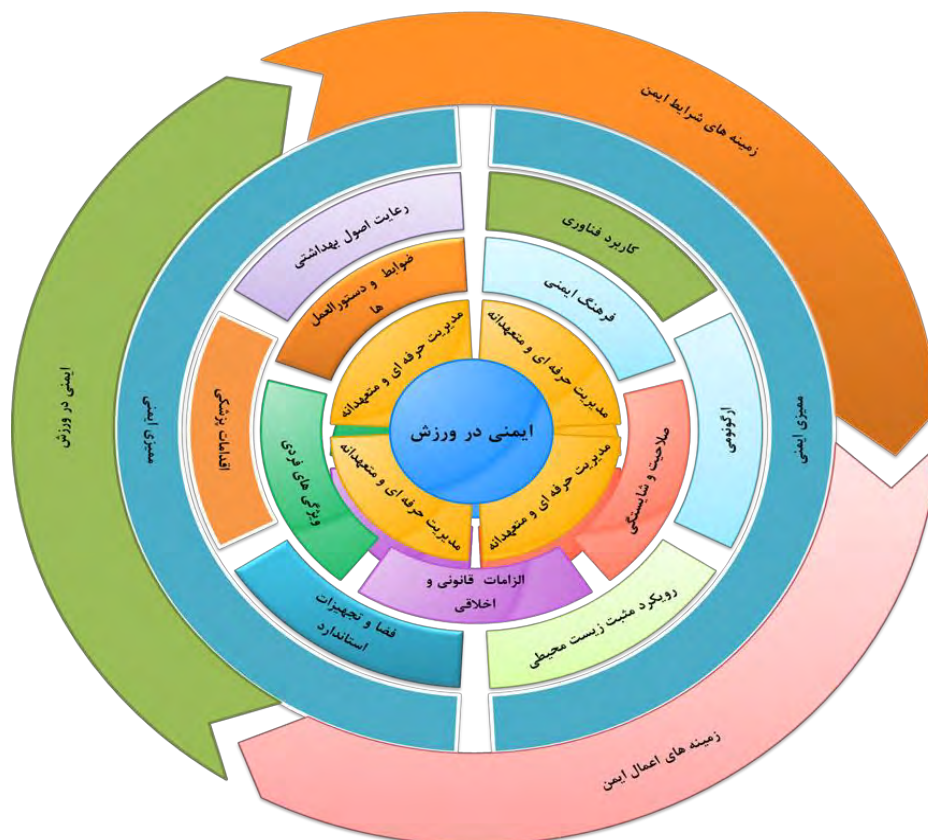 زمینه های شرایط ایمن
ایمنی در ورزش
زمینه های اعمال ایمن
ممیزی ایمنی
ممیزی ایمنی
رعایت اصول بهداشتی
کاربرد فناوری
اقدامات پزشکی
ارگونومی
فضا و تجهیزات
استاندارد
رویکرد مثبت زیست محیطی
ضوابط و دستورالعمل
ها
فرهنگ ایمنی
ویژگی های فردی
صلاحیت و شایستگی
الزامات قانونی و
اخلاقی
مدیریت حرفه ای و متعهدانه
مدیریت حرفه ای و متعهدانه
مدیریت حرفه ای و متعهدانه
مدیریت حرفه ای و متعهدانه
ایمنی در ورزش